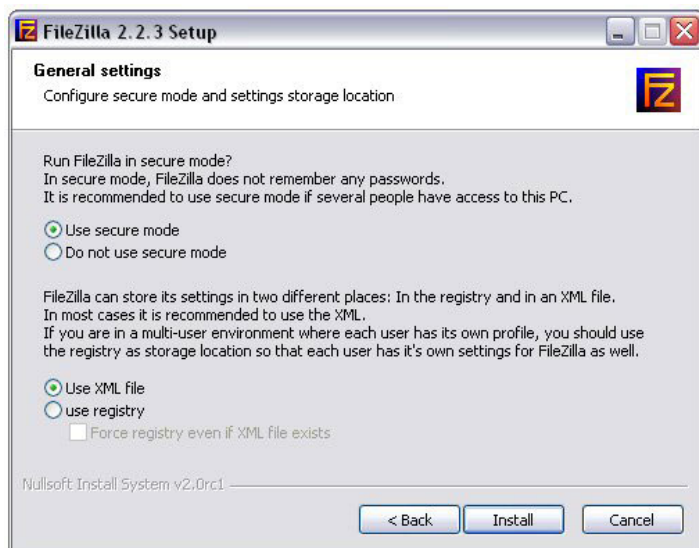 FileZilla 2.2.3 Setup
General settings
Configure secure mode and settings storage location
Run FileZilla in secure mode?
In secure mode, FileZilla does not remember any passwords.
It is recommended to use secure mode if several people have access to this PC.
Use secure mode
Do not use secure mode
FileZilla can store its settings in two different places: In the registry and in an XML file.
In most cases it is recommended to use the XML.
If you are in a multi-user environment where each user has its own profile, you should use
the registry as storage location so that each user has it's own settings for FileZilla as well.
Use XML file
use registry
Force registry even if XML file exists
Nullsoft Install System v2.0rc1
< Back
Install
Cancel